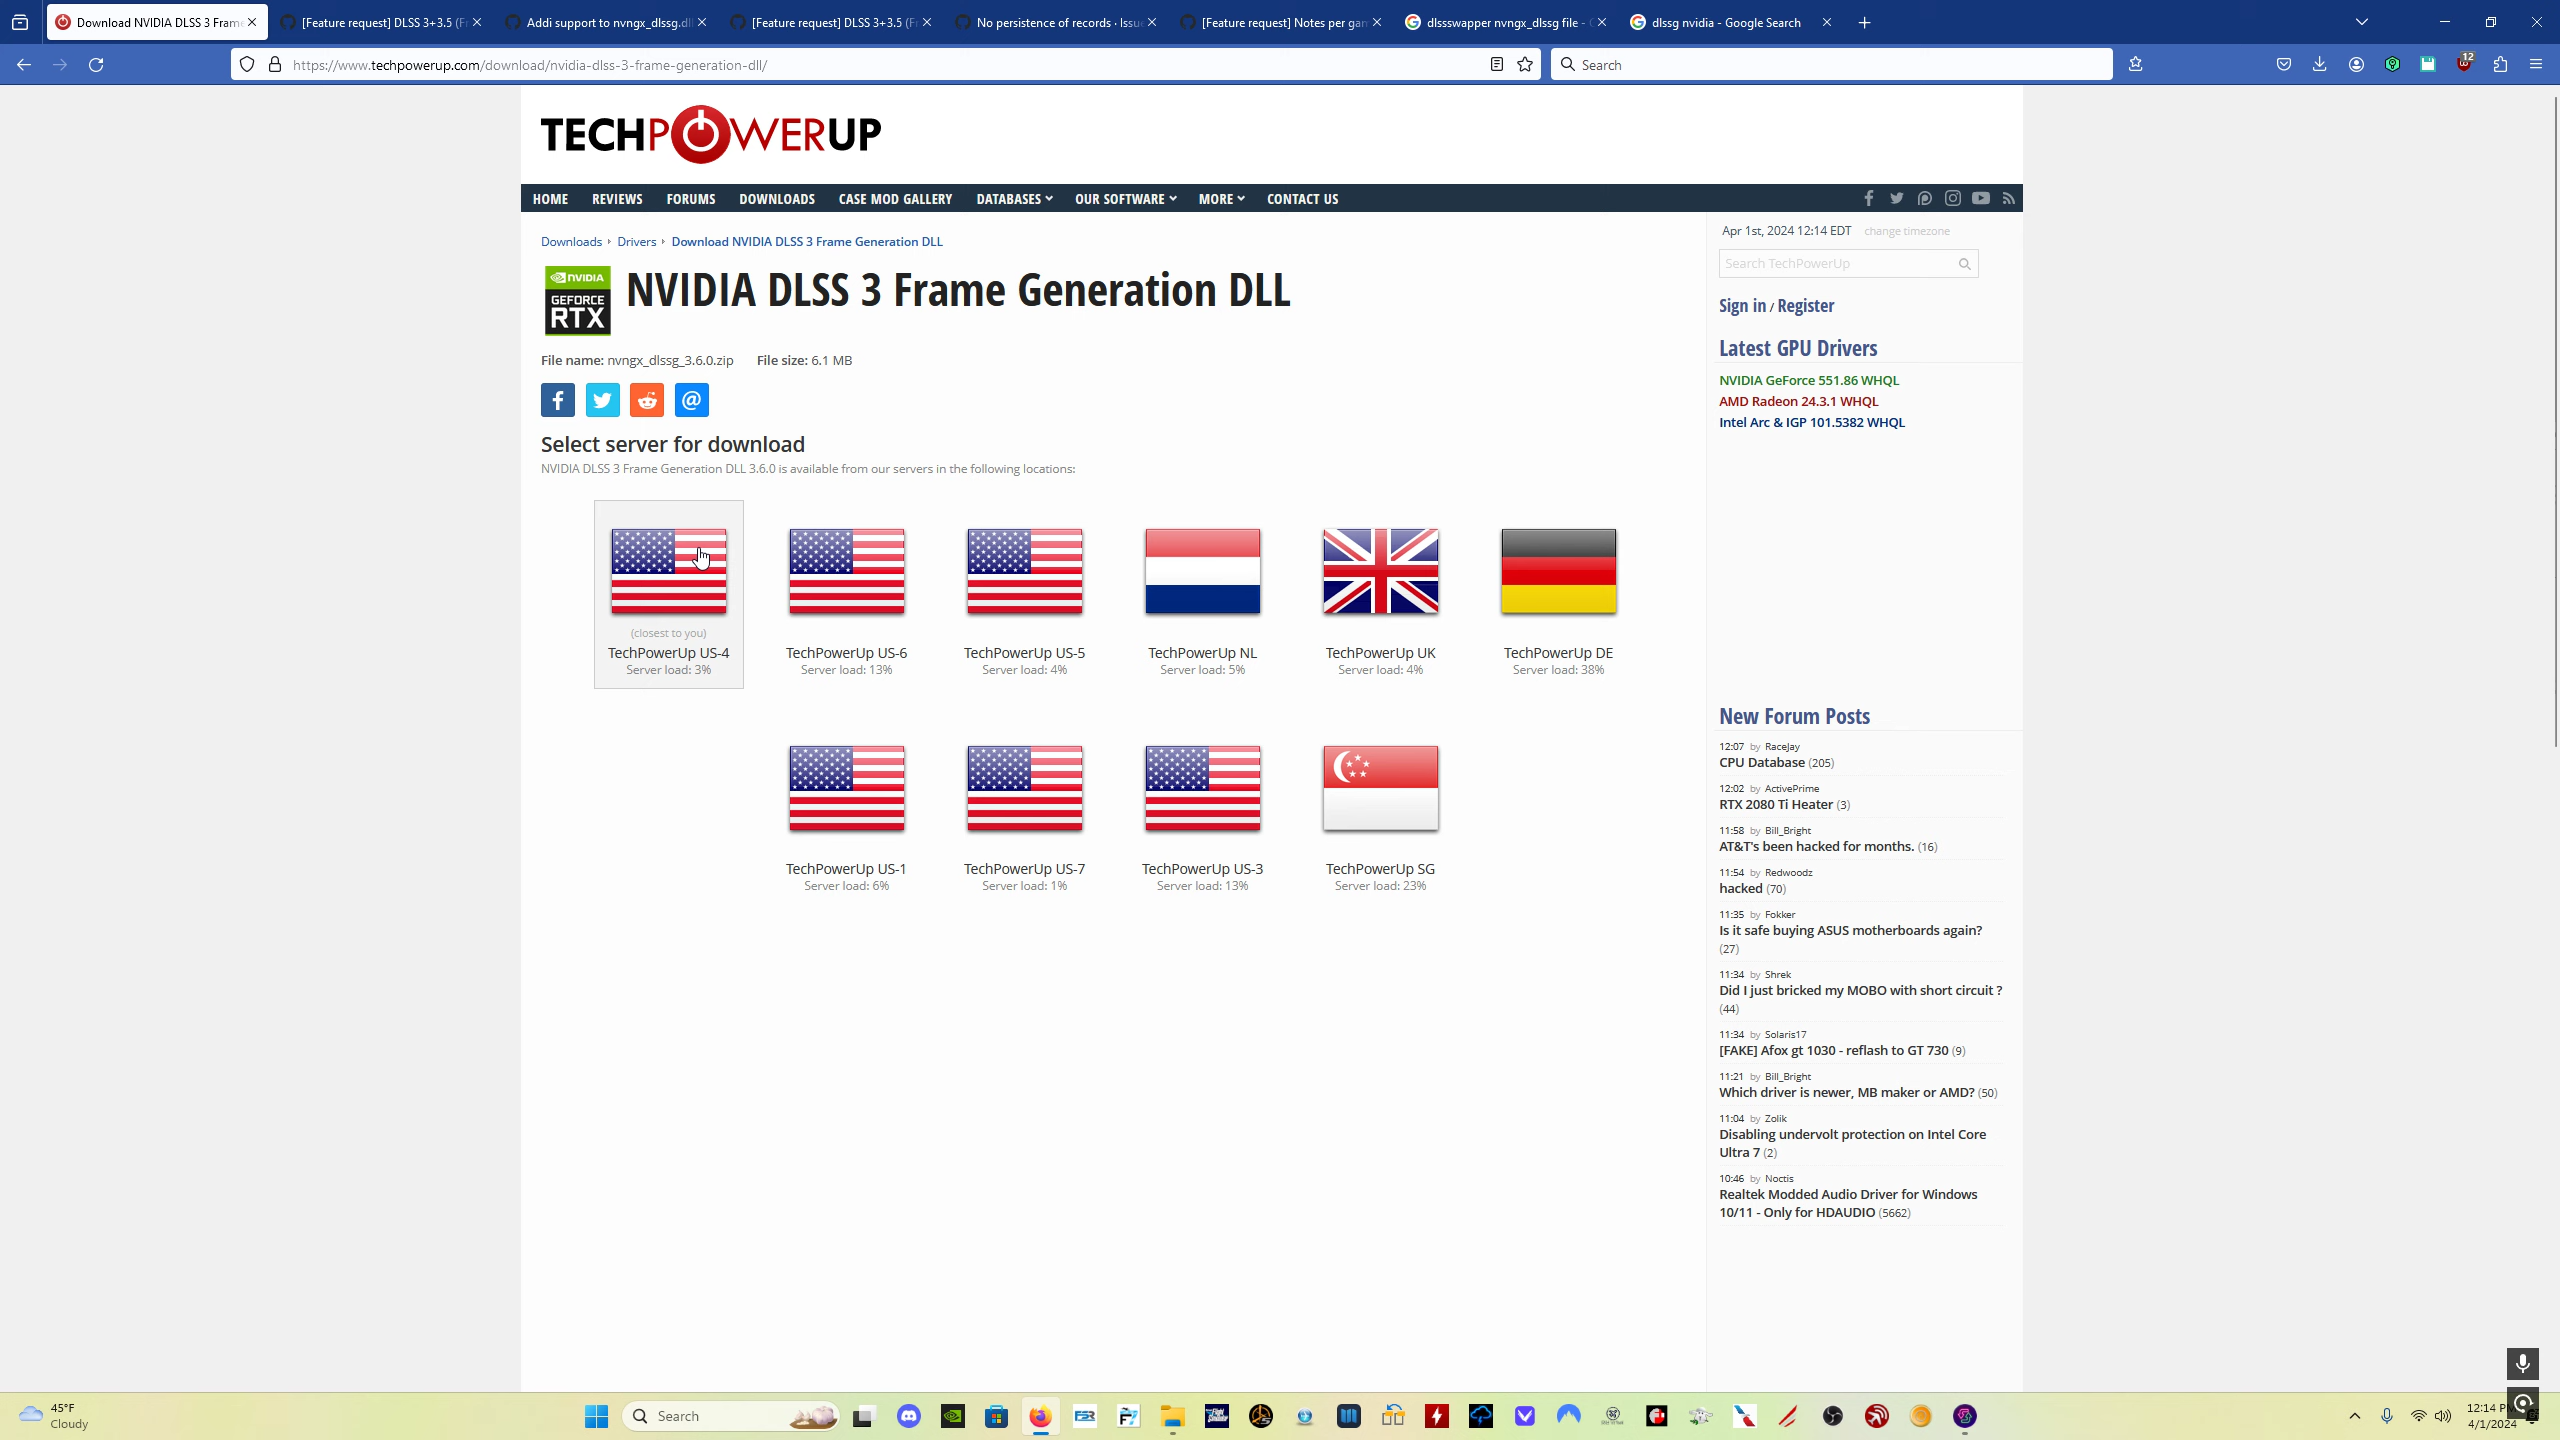 Download NVIDIA DLSS 3 Fram
[Feature request] DLSS 3+3.5 (F
Addi support to nvngx_dlssg.dl
[Feature request] DLSS 3+3.5 (F
No persistence of records · Issu
[Feature request] Notes per gam
dlssswapper nvngx_dlssg file -
dlssg nvidia - Google Search
https://www.techpowerup.com/download/nvidia-dlss-3-frame-generation-dll/
Search
12
TECHPOWERUP
HOME REVIEWS FORUMS DOWNLOADS CASE MOD GALLERY DATABASES OUR SOFTWARE MORE CONTACT US
Downloads Drivers Download NVIDIA DLSS 3 Frame Generation DLL
NVIDIA
GEFORCE
RTX
NVIDIA DLSS 3 Frame Generation DLL
File name: nvngx_dlssg_3.6.0.zip File size: 6.1 MB
Select server for download
NVIDIA DLSS 3 Frame Generation DLL 3.6.0 is available from our servers in the following locations:
(closest to you)
TechPowerUp US-4
Server load: 3%
TechPowerUp US-6
Server load: 13%
TechPowerUp US-5
Server load: 4%
TechPowerUp NL
Server load: 5%
TechPowerUp UK
Server load: 4%
TechPowerUp DE
Server load: 38%
TechPowerUp US-1
Server load: 6%
TechPowerUp US-7
Server load: 1%
TechPowerUp US-3
Server load: 13%
TechPowerUp SG
Server load: 23%
Apr 1st, 2024 12:14 EDT change timezone
Search TechPowerUp
Sign in / Register
Latest GPU Drivers
NVIDIA GeForce 551.86 WHQL
AMD Radeon 24.3.1 WHQL
Intel Arc & IGP 101.5382 WHQL
New Forum Posts
12:07 by RaceJay
CPU Database (205)
12:02 by ActivePrime
RTX 2080 Ti Heater (3)
11:58 by Bill_Bright
AT&T's been hacked for months. (16)
11:54 by Redwoodz
hacked (70)
11:35 by Fokker
Is it safe buying ASUS motherboards again?
(27)
11:34 by Shrek
Did I just bricked my MOBO with short circuit ?
(44)
11:34 by Solaris17
[FAKE] Afox gt 1030 - reflash to GT 730 (9)
11:21 by Bill_Bright
Which driver is newer, MB maker or AMD? (50)
11:04 by Zolik
Disabling undervolt protection on Intel Core
Ultra 7 (2)
10:46 by Noctis
Realtek Modded Audio Driver for Windows
10/11 - Only for HDAUDIO (5662)
45°F
Cloudy
Search
FSR
12:14 P
4/1/2024